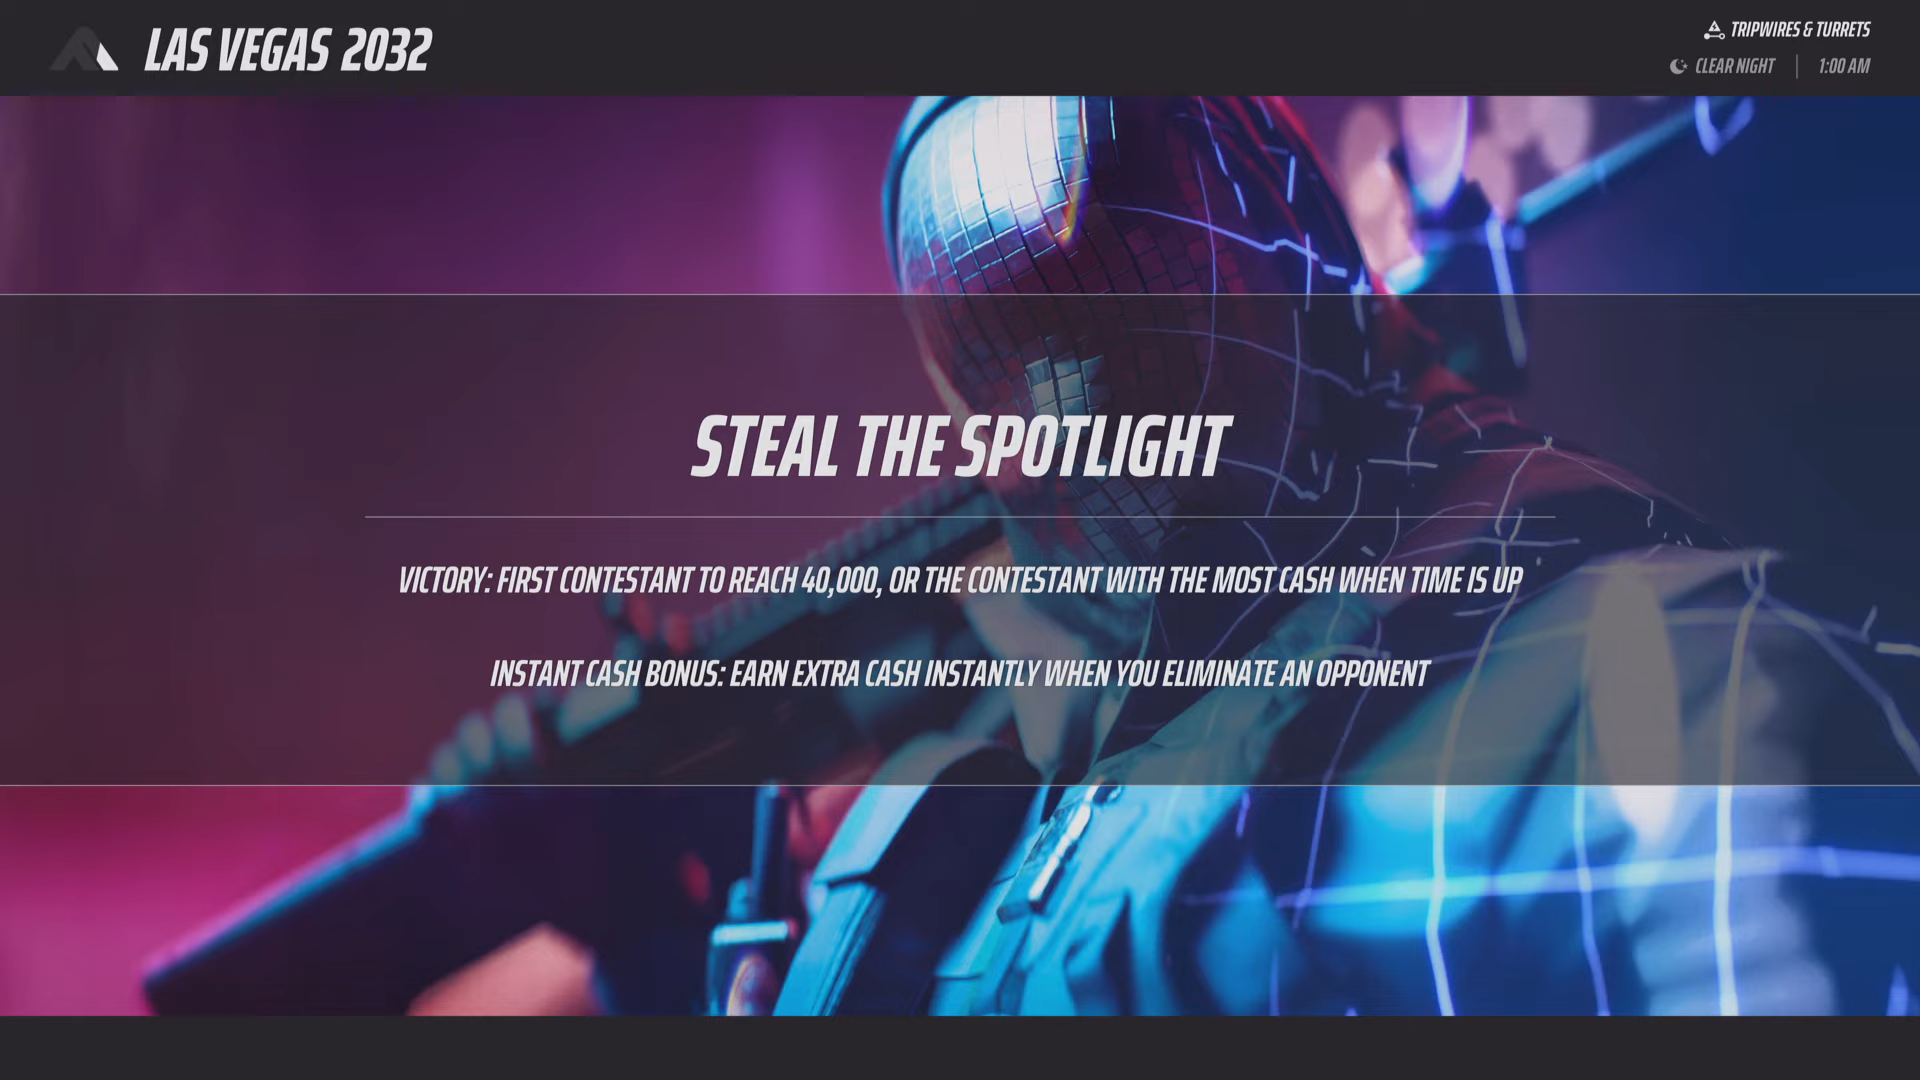 LAS VEGAS 2032
TRIPWIRES & TURRETS
CLEAR NIGHT | 1:00 AM
STEAL THE SPOTLIGHT
VICTORY: FIRST CONTESTANT TO REACH 40,000, OR THE CONTESTANT WITH THE MOST CASH WHEN TIME IS UP
INSTANT CASH BONUS: EARN EXTRA CASH INSTANTLY WHEN YOU ELIMINATE AN OPPONENT